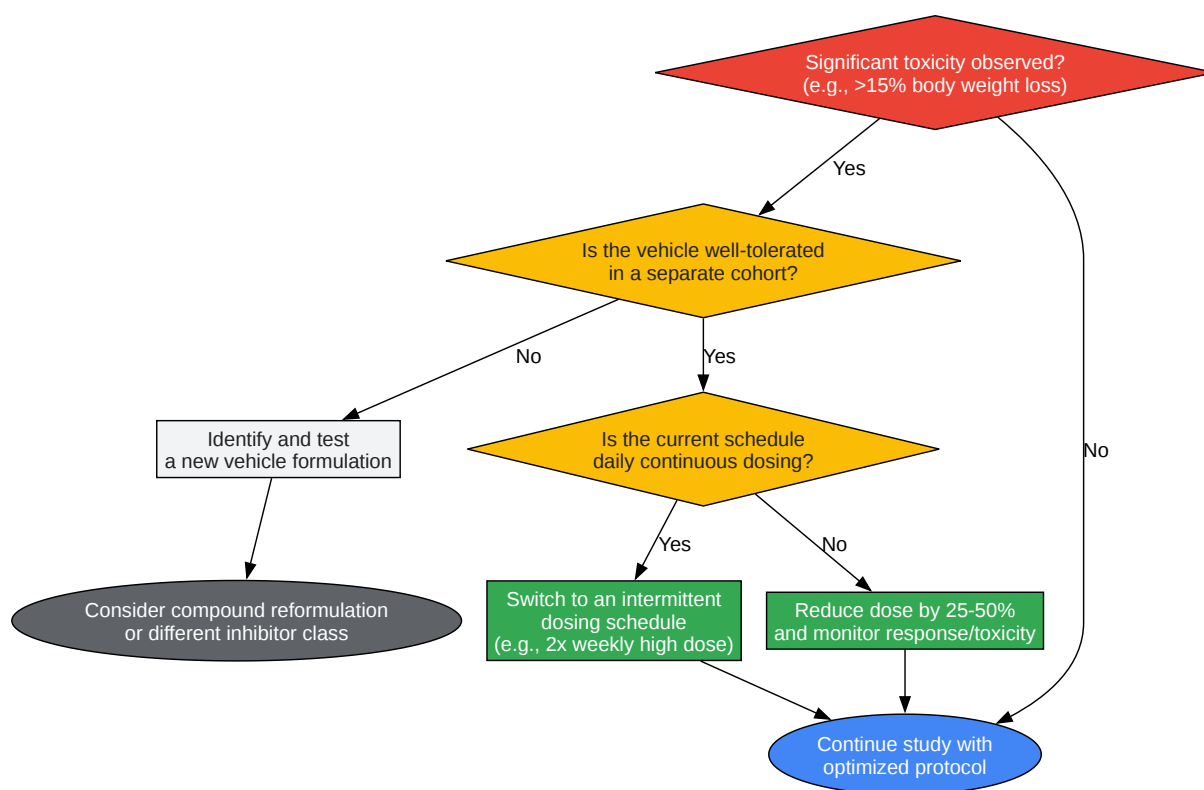 Significant toxicity observed?
(e.g., >15% body weight loss)
Yes
Is the vehicle well-tolerated
in a separate cohort?
No
Yes
No
Identify and test
a new vehicle formulation
Is the current schedule
daily continuous dosing?
Yes
No
Consider compound reformulation
or different inhibitor class
Switch to an intermittent
dosing schedule
(e.g., 2x weekly high dose)
Reduce dose by 25-50%
and monitor response/toxicity
Continue study with
optimized protocol